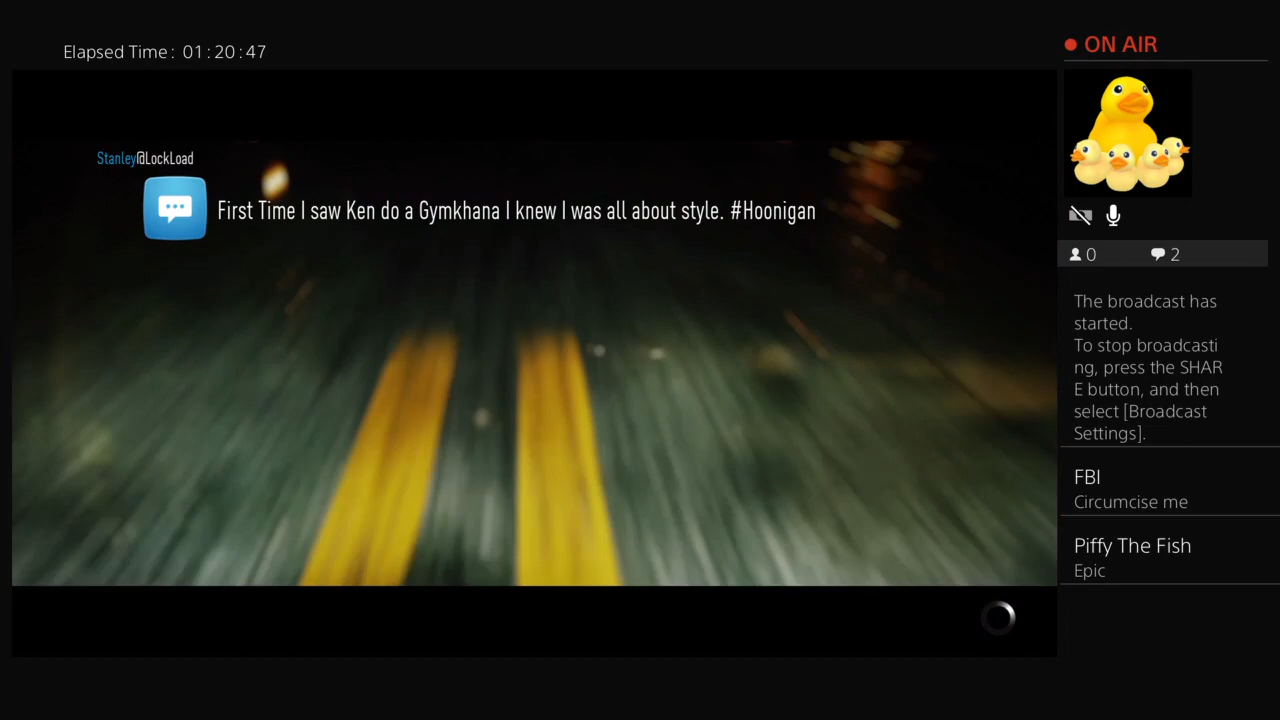 Elapsed Time: 01:20:47
ON AIR
Stanley@LockLoad
First Time I saw Ken do a Gymkhana I knew I was all about style. #Hoonigan
0 2
The broadcast has
started.
To stop broadcasti
ng, press the SHAR
E button, and then
select [Broadcast
Settings].
FBI
Circumcise me
Piffy The Fish
Epic